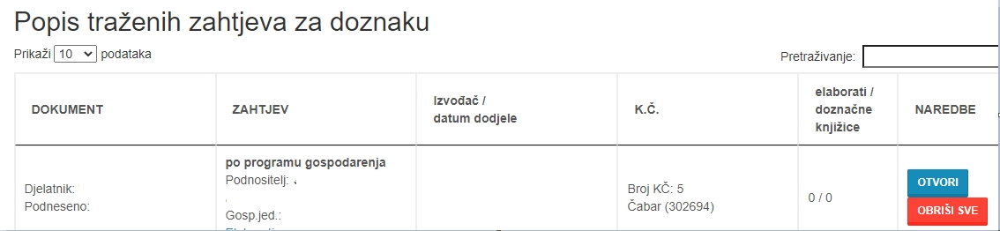 Popis traženih zahtjeva za doznaku
Prikaži 10 podataka
Pretraživanje:
DOKUMENT
ZAHTJEV
Izvođač /
datum dodjele
K.Č.
elaborati /
doznačne
knjižice
NAREDBE
Djelatnik:
Podneseno:
po programu gospodarenja
Podnositelj:
Gosp.jed.:
Broj KČ: 5
Čabar (302694)
0 / 0
OTVORI
OBRIŠI SVE